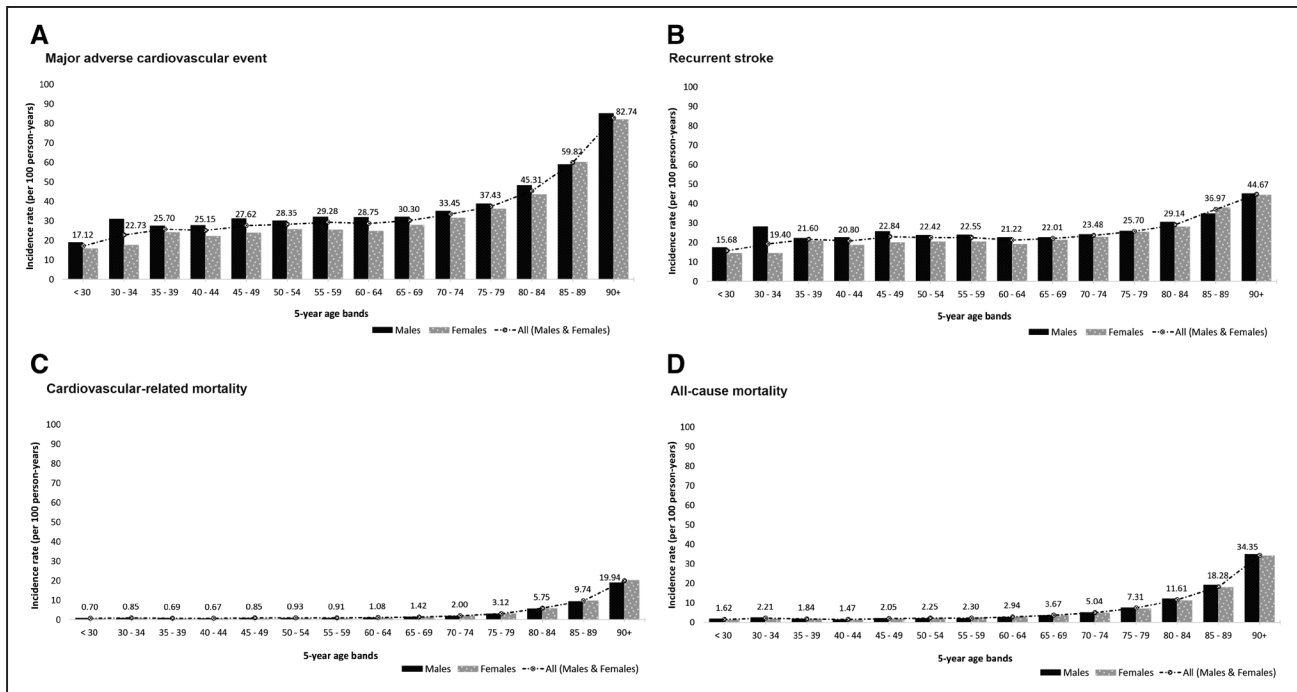 A
Major adverse cardiovascular event
Incidence rate (per 100 person-years)
100
90
80
70
60
50
40
30
20
10
0
17.12 22.73 25.70 25.15 27.62 28.35 29.28 28.75 30.30 33.45 37.43 45.31 59.82 82.74
< 30 30 - 34 35 - 39 40 - 44 45 - 49 50 - 54 55 - 59 60 - 64 65 - 69 70 - 74 75 - 79 80 - 84 85 - 89 90+
5-year age bands
Males Females All (Males & Females)
B
Recurrent stroke
Incidence rate (per 100 person-years)
100
90
80
70
60
50
40
30
20
10
0
15.68 19.40 21.60 20.80 22.84 22.42 22.55 21.22 22.01 23.48 25.70 29.14 36.97 44.67
< 30 30 - 34 35 - 39 40 - 44 45 - 49 50 - 54 55 - 59 60 - 64 65 - 69 70 - 74 75 - 79 80 - 84 85 - 89 90+
5-year age bands
Males Females All (Males & Females)
C
Cardiovascular-related mortality
Incidence rate (per 100 person-years)
100
90
80
70
60
50
40
30
20
10
0
0.70 0.85 0.69 0.67 0.85 0.93 0.91 1.08 1.42 2.00 3.12 5.75 9.74 19.94
< 30 30 - 34 35 - 39 40 - 44 45 - 49 50 - 54 55 - 59 60 - 64 65 - 69 70 - 74 75 - 79 80 - 84 85 - 89 90+
5-year age bands
Males Females All (Males & Females)
D
All-cause mortality
Incidence rate (per 100 person-years)
100
90
80
70
60
50
40
30
20
10
0
1.62 2.21 1.84 1.47 2.05 2.25 2.30 2.94 3.67 5.04 7.31 11.61 18.28 34.35
< 30 30 - 34 35 - 39 40 - 44 45 - 49 50 - 54 55 - 59 60 - 64 65 - 69 70 - 74 75 - 79 80 - 84 85 - 89 90+
5-year age bands
Males Females All (Males & Females)